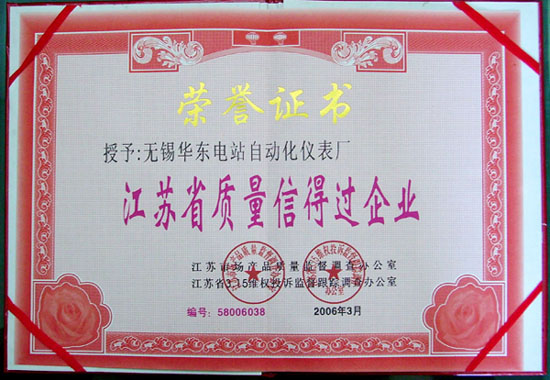 荣誉证书
授予:无锡华东电站自动化仪表厂
江苏省质量信得过企业
江苏市场产品质量监督调查办公室
江苏省3.15维权投诉监督跟踪调查办公室
编号: 58006038
2006年3月